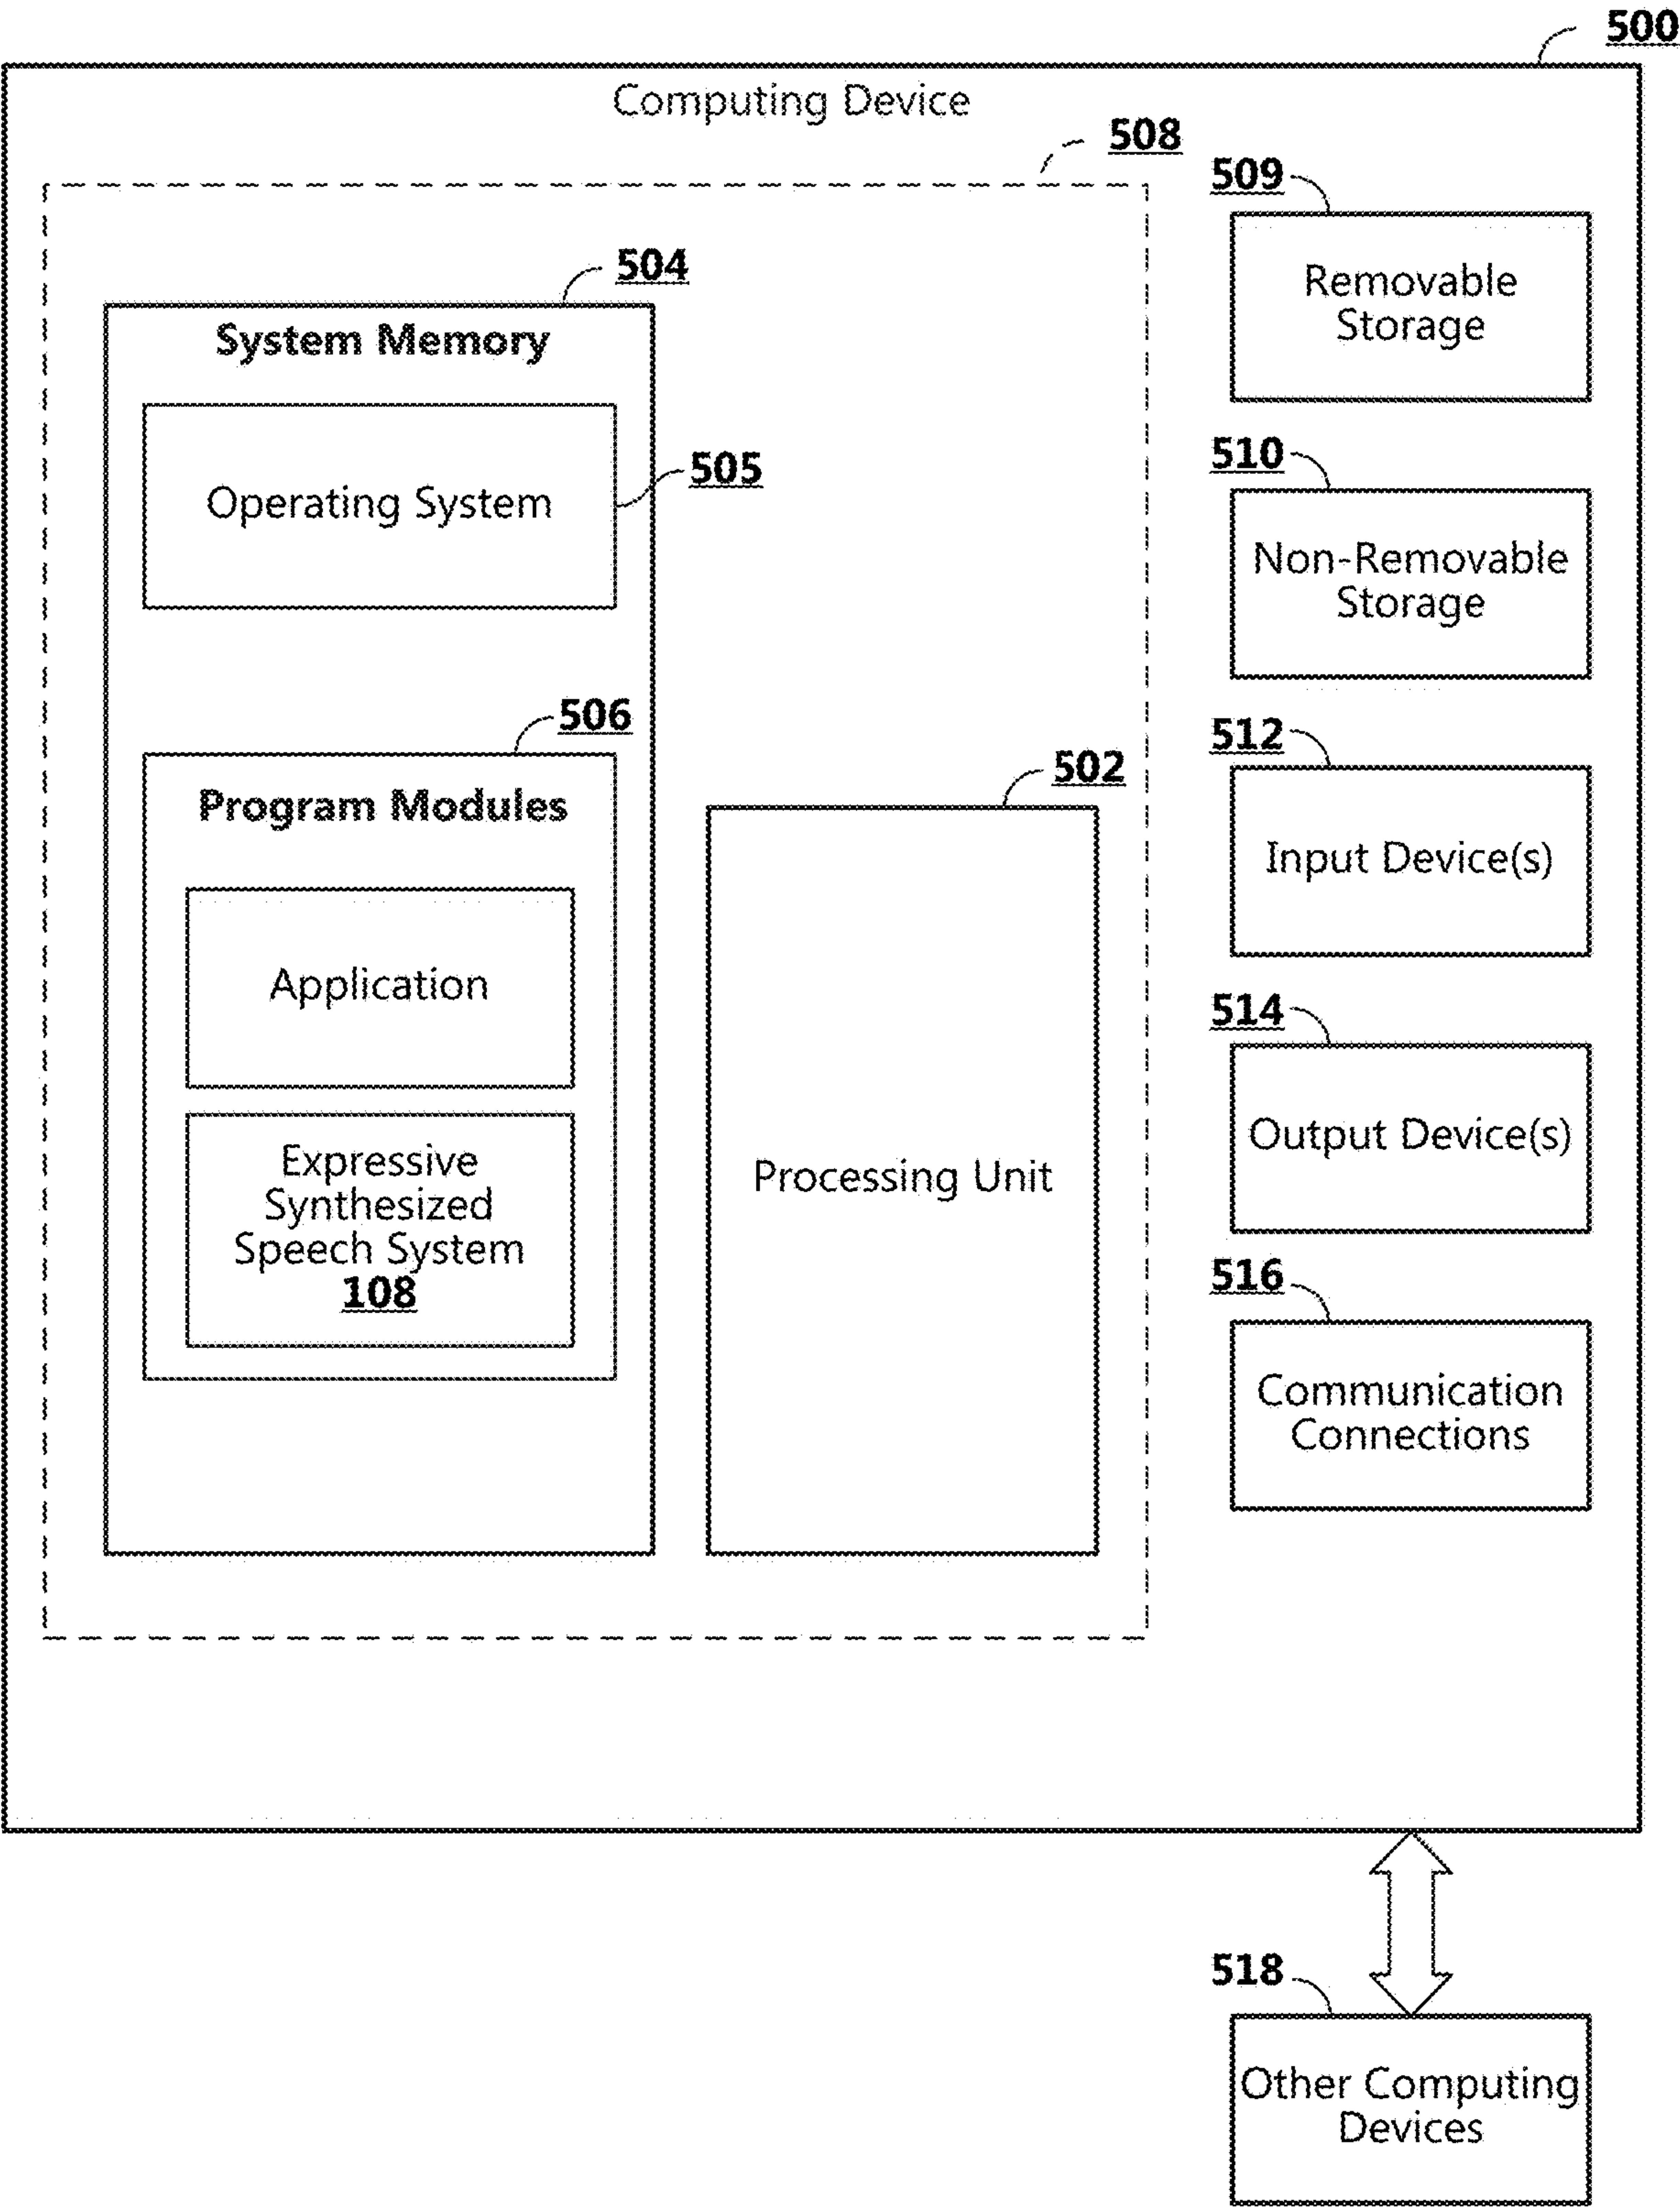 500
Computing Device
508
504
System Memory
Operating System
505
506
Program Modules
Application
Expressive
Synthesized
Speech System
108
502
Processing Unit
509
Removable
Storage
510
Non-Removable
Storage
512
Input Device(s)
514
Output Device(s)
516
Communication
Connections
518
Other Computing
Devices